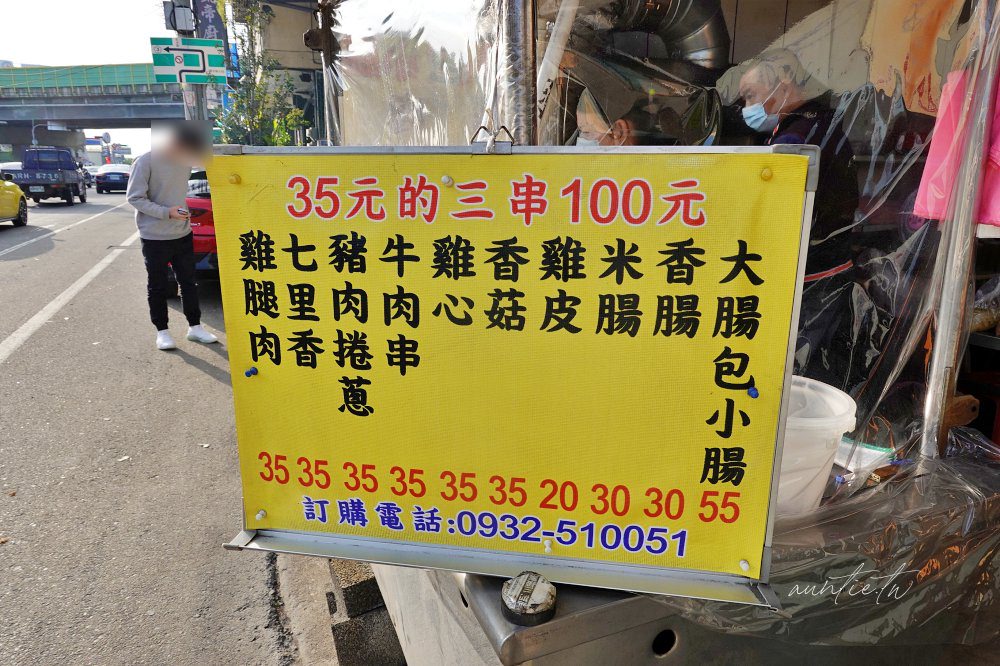 35元的三串100元
大腸包小腸
香腸
米腸
雞皮
香菇
雞心
牛肉串
豬肉捲蔥
七里香
雞腿肉
35 35 35 35 35 35 20 30 30 55
訂購電話:0932-510051
auntie.tw